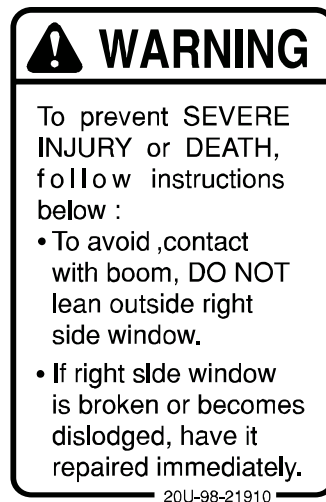 WARNING
To prevent SEVERE
INJURY or DEATH,
follow instructions
below :
• To avoid ,contact
with boom, DO NOT
lean outside right
side window.
• If right side window
is broken or becomes
dislodged, have it
repaired immediately.
20U-98-21910